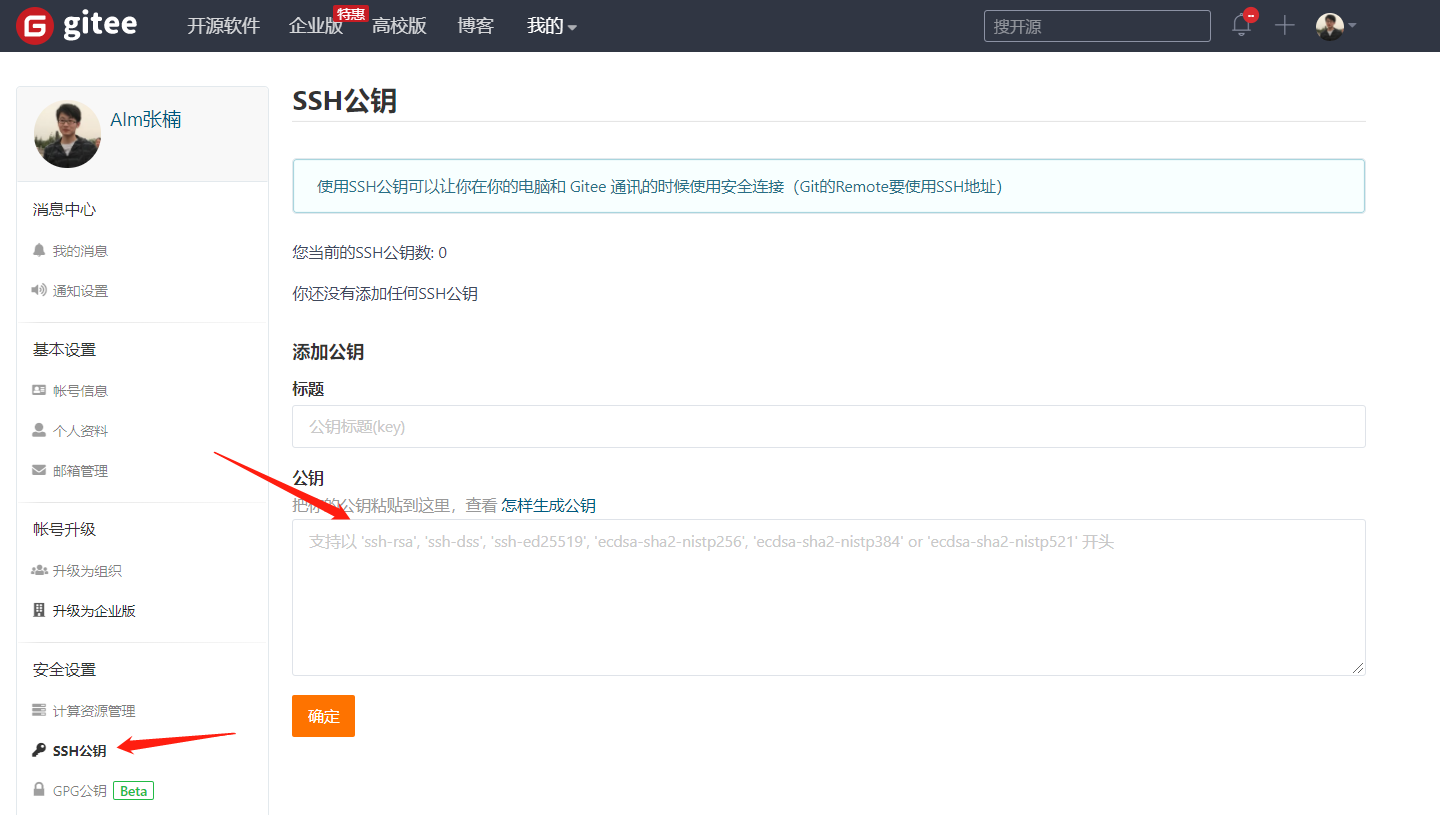 gitee 开源软件 企业版 特惠 高校版 博客 我的 搜开源
Alm张楠
消息中心
我的消息
通知设置
基本设置
帐号信息
个人资料
邮箱管理
帐号升级
升级为组织
升级为企业版
安全设置
计算资源管理
SSH公钥
GPG公钥 Beta
SSH公钥
使用SSH公钥可以让你在你的电脑和 Gitee 通讯的时候使用安全连接（Git的Remote要使用SSH地址）
您当前的SSH公钥数: 0
你还没有添加任何SSH公钥
添加公钥
标题
公钥标题(key)
公钥
把你的公钥粘贴到这里，查看 怎样生成公钥
支持以 'ssh-rsa', 'ssh-dss', 'ssh-ed25519', 'ecdsa-sha2-nistp256', 'ecdsa-sha2-nistp384' or 'ecdsa-sha2-nistp521' 开头
确定